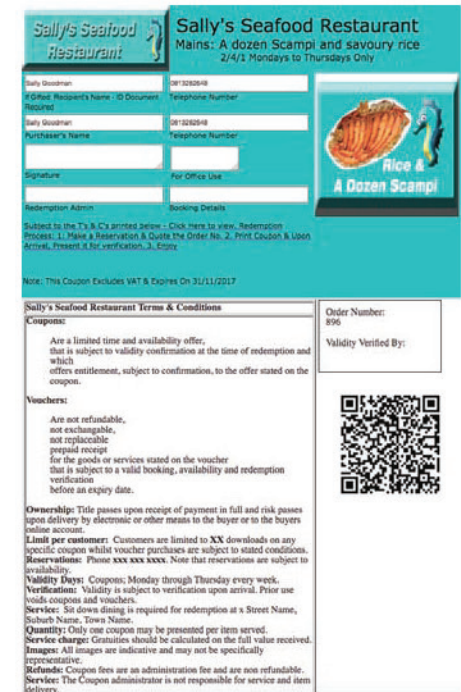 Sally's Seafood
Restaurant
Sally's Seafood Restaurant
Mains: A dozen Scampi and savoury rice
2/4/1 Mondays to
Thursdays Only
Sally Goodman
0813282648
If Gifted: Recipient's Name - ID Document
Required
Telephone Number
Sally Goodman
0813282648
Purchaser's Name
Telephone Number
Signature
For Office Use
Redemption Admin
Booking Details
Rice &
A Dozen Scampi
Subject to the T's & C's printed below - Click Here to view. Redemption
Process: 1: Make a Reservation & Quote the Order No. 2. Print Coupon & Upon
Arrival, Present it for verification. 3. Enjoy
Note: This Coupon Excludes VAT & Expires On 31/11/2017
Sally's Seafood Restaurant Terms & Conditions
Coupons:
Are a limited time and availability offer,
that is subject to validity confirmation at the time of redemption and
which
offers entitlement, subject to confirmation, to the offer stated on the
coupon.
Vouchers:
Are not refundable,
not exchangable,
not replaceable
prepaid receipt
for the goods or services stated on the voucher
that is subject to a valid booking, availability and redemption
verification
before an expiry date.
Ownership: Title passes upon receipt of payment in full and risk passes
upon delivery by electronic or other means to the buyer or to the buyers
online account.
Limit per customer: Customers are limited to XX downloads on any
specific coupon whilst voucher purchases are subject to stated conditions.
Reservations: Phone xxx xxx xxxx. Note that reservations are subject to
availability.
Validity Days: Coupons; Monday through Thursday every week.
Verification: Validity is subject to verification upon arrival. Prior use
voids coupons and vouchers.
Service: Sit down dining is required for redemption at x Street Name,
Suburb Name, Town Name.
Quantity: Only one coupon may be presented per item served.
Service charge: Gratuities should be calculated on the full value received.
Images: All images are indicative and may not be specifically
representative.
Refunds: Coupon fees are an administration fee and are non refundable.
Service: The Coupon administrator is not responsible for service and item
delivery.
Order Number:
896
Validity Verified By: